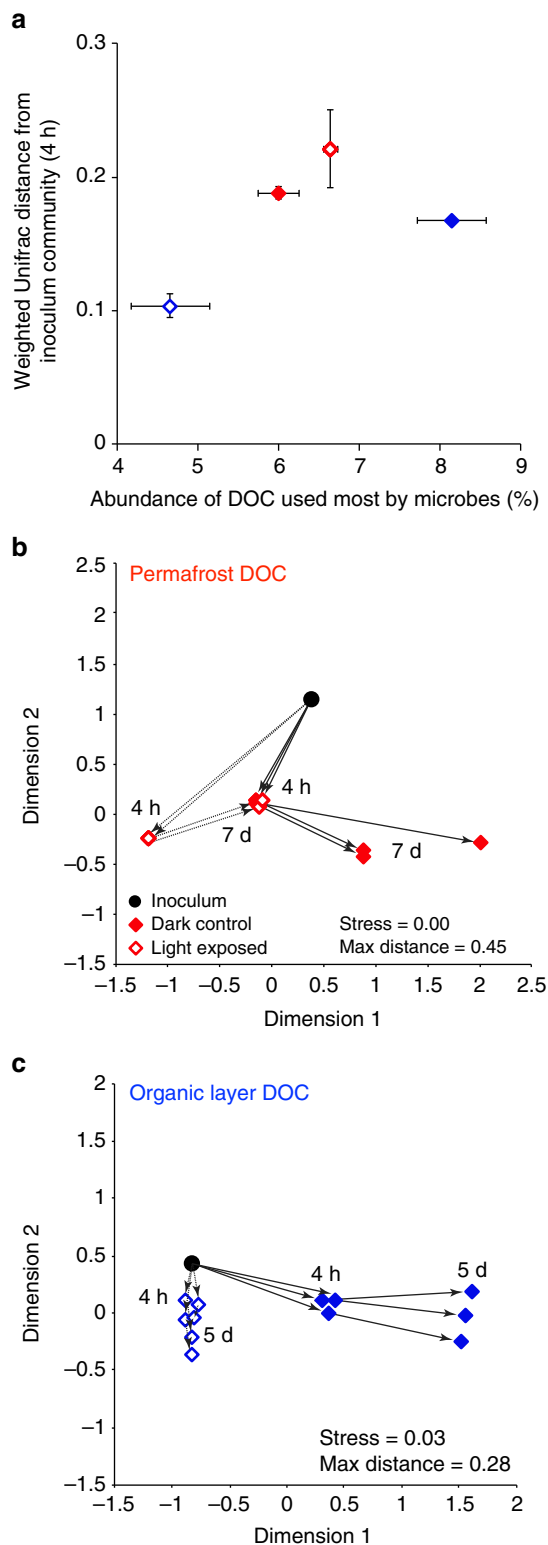 a
Weighted Unifrac distance from
inoculum community (4 h)
0.3
0.2
0.1
0
4 5 6 7 8 9
Abundance of DOC used most by microbes (%)
b
Permafrost DOC
Dimension 2
2.5
2
1.5
1
0.5
0
−0.5
−1
−1.5
4 h
4 h
7 d
7 d
Inoculum
Dark control
Light exposed
Stress = 0.00
Max distance = 0.45
−1.5 −1 −0.5 0 0.5 1 1.5 2 2.5
Dimension 1
c
Organic layer DOC
Dimension 2
2
1.5
1
0.5
0
−0.5
−1
−1.5
4 h
5 d
4 h
5 d
Stress = 0.03
Max distance = 0.28
−1.5 −1 −0.5 0 0.5 1 1.5 2
Dimension 1